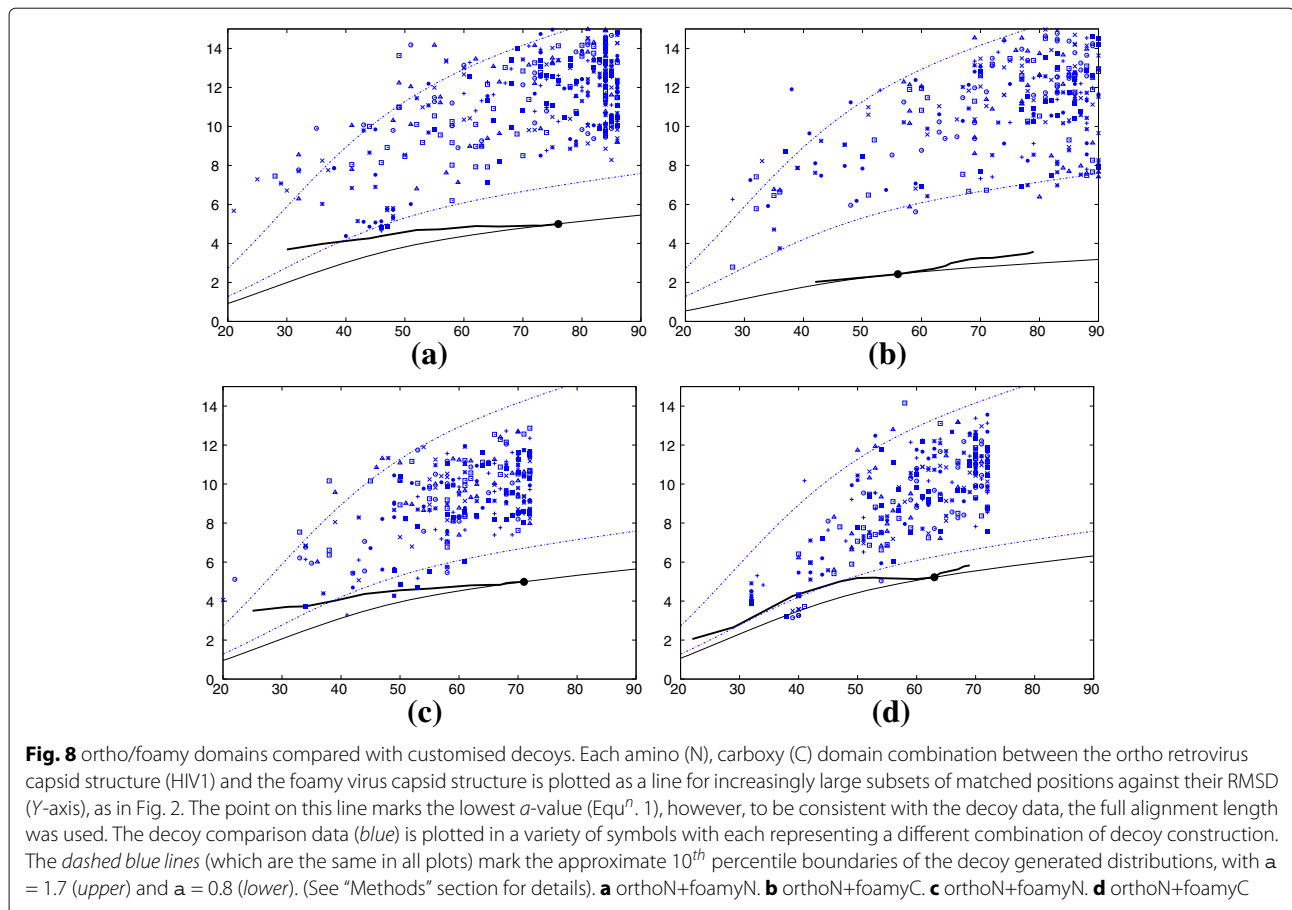 14
12
10
8
6
4
2
0
20 30 40 50 60 70 80 90
(a)
14
12
10
8
6
4
2
0
20 30 40 50 60 70 80 90
(b)
14
12
10
8
6
4
2
0
20 30 40 50 60 70 80 90
(c)
14
12
10
8
6
4
2
0
20 30 40 50 60 70 80 90
(d)
Fig. 8 ortho/foamy domains compared with customised decoys. Each amino (N), carboxy (C) domain combination between the ortho retrovirus
capsid structure (HIV1) and the foamy virus capsid structure is plotted as a line for increasingly large subsets of matched positions against their RMSD
(Y-axis), as in Fig. 2. The point on this line marks the lowest a-value (Equⁿ. 1), however, to be consistent with the decoy data, the full alignment length
was used. The decoy comparison data (blue) is plotted in a variety of symbols with each representing a different combination of decoy construction.
The dashed blue lines (which are the same in all plots) mark the approximate 10ᵗʰ percentile boundaries of the decoy generated distributions, with a
= 1.7 (upper) and a = 0.8 (lower). (See "Methods" section for details). a orthoN+foamyN. b orthoN+foamyC. c orthoN+foamyN. d orthoN+foamyC